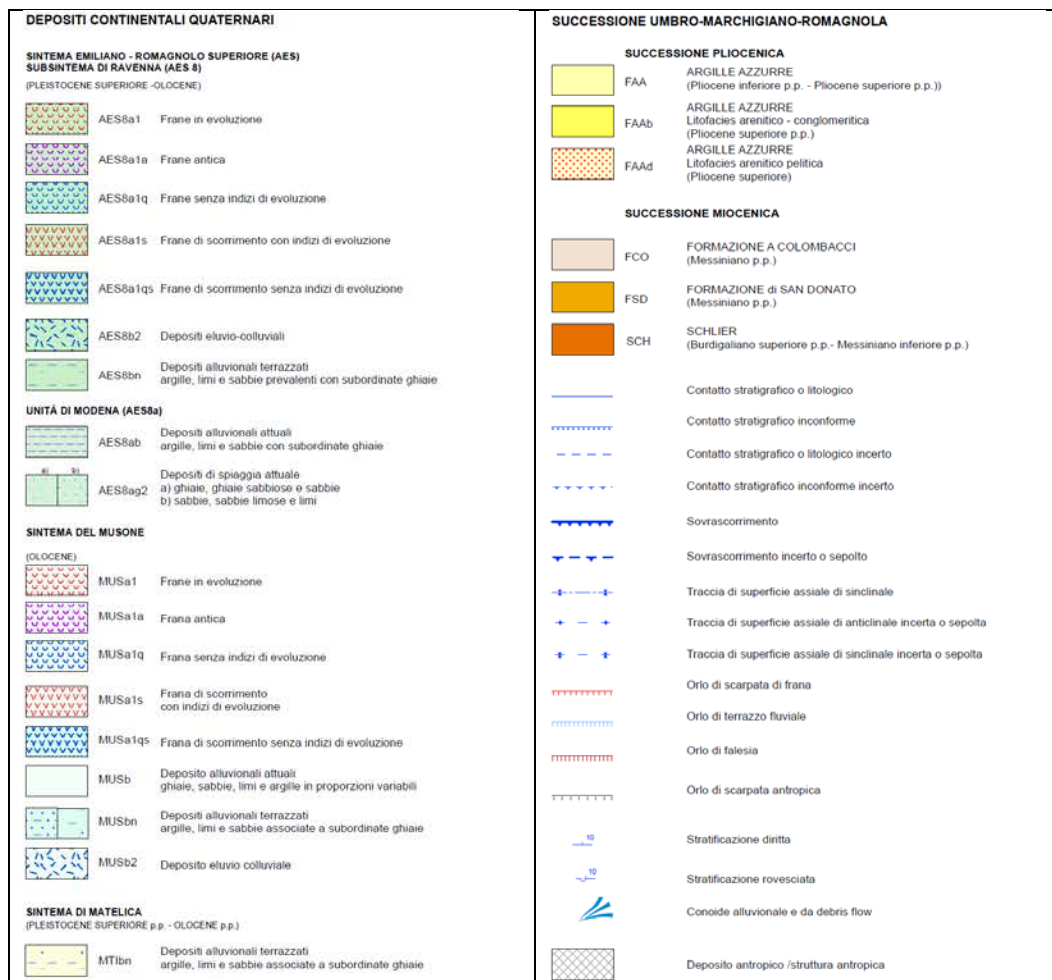 DEPOSITI CONTINENTALI QUATERNARI
SINTEMA EMILIANO - ROMAGNOLO SUPERIORE (AES)
SUBSINTEMA DI RAVENNA (AES 8)
(PLEISTOCENE SUPERIORE -OLOCENE)
AES8a1 Frane in evoluzione
AES8a1a Frane antica
AES8a1q Frane senza indizi di evoluzione
AES8a1s Frane di scorrimento con indizi di evoluzione
AES8a1qs Frane di scorrimento senza indizi di evoluzione
AES8b2 Depositi eluvio-colluviali
AES8bn Depositi alluvionali terrazzati
argille, limi e sabbie prevalenti con subordinate ghiaie
UNITÁ DI MODENA (AES8a)
AES8ab Depositi alluvionali attuali
argille, limi e sabbie con subordinate ghiaie
a) b)
AES8ag2 Depositi di spiaggia attuale
a) ghiaie, ghiaie sabbiose e sabbie
b) sabbie, sabbie limose e limi
SINTEMA DEL MUSONE
(OLOCENE)
MUSa1 Frane in evoluzione
MUSa1a Frana antica
MUSa1q Frana senza indizi di evoluzione
MUSa1s Frana di scorrimento
con indizi di evoluzione
MUSa1qs Frana di scorrimento senza indizi di evoluzione
MUSb Deposito alluvionali attuali
ghiaie, sabbie, limi e argille in proporzioni variabili
MUSbn Depositi alluvionali terrazzati
argille, limi e sabbie associate a subordinate ghiaie
MUSb2 Deposito eluvio colluviale
SINTEMA DI MATELICA
(PLEISTOCENE SUPERIORE p.p. - OLOCENE p.p.)
MTIbn Depositi alluvionali terrazzati
argille, limi e sabbie associate a subordinate ghiaie
SUCCESSIONE UMBRO-MARCHIGIANO-ROMAGNOLA
SUCCESSIONE PLIOCENICA
FAA ARGILLE AZZURRE
(Pliocene inferiore p.p. - Pliocene superiore p.p.))
FAAb ARGILLE AZZURRE
Litofacies arenitico - conglomeritica
(Pliocene superiore p.p.)
FAAd ARGILLE AZZURRE
Litofacies arenitico pelitica
(Pliocene superiore)
SUCCESSIONE MIOCENICA
FCO FORMAZIONE A COLOMBACCI
(Messiniano p.p.)
FSD FORMAZIONE di SAN DONATO
(Messiniano p.p.)
SCH SCHLIER
(Burdigaliano superiore p.p.- Messiniano inferiore p.p.)
Contatto stratigrafico o litologico
Contatto stratigrafico inconforme
Contatto stratigrafico o litologico incerto
Contatto stratigrafico inconforme incerto
Sovrascorrimento
Sovrascorrimento incerto o sepolto
Traccia di superficie assiale di sinclinale
Traccia di superficie assiale di anticlinale incerta o sepolta
Traccia di superficie assiale di sinclinale incerta o sepolta
Orlo di scarpata di frana
Orlo di terrazzo fluviale
Orlo di falesia
Orlo di scarpata antropica
10 Stratificazione diritta
10 Stratificazione rovesciata
Conoide alluvionale e da debris flow
Deposito antropico /struttura antropica